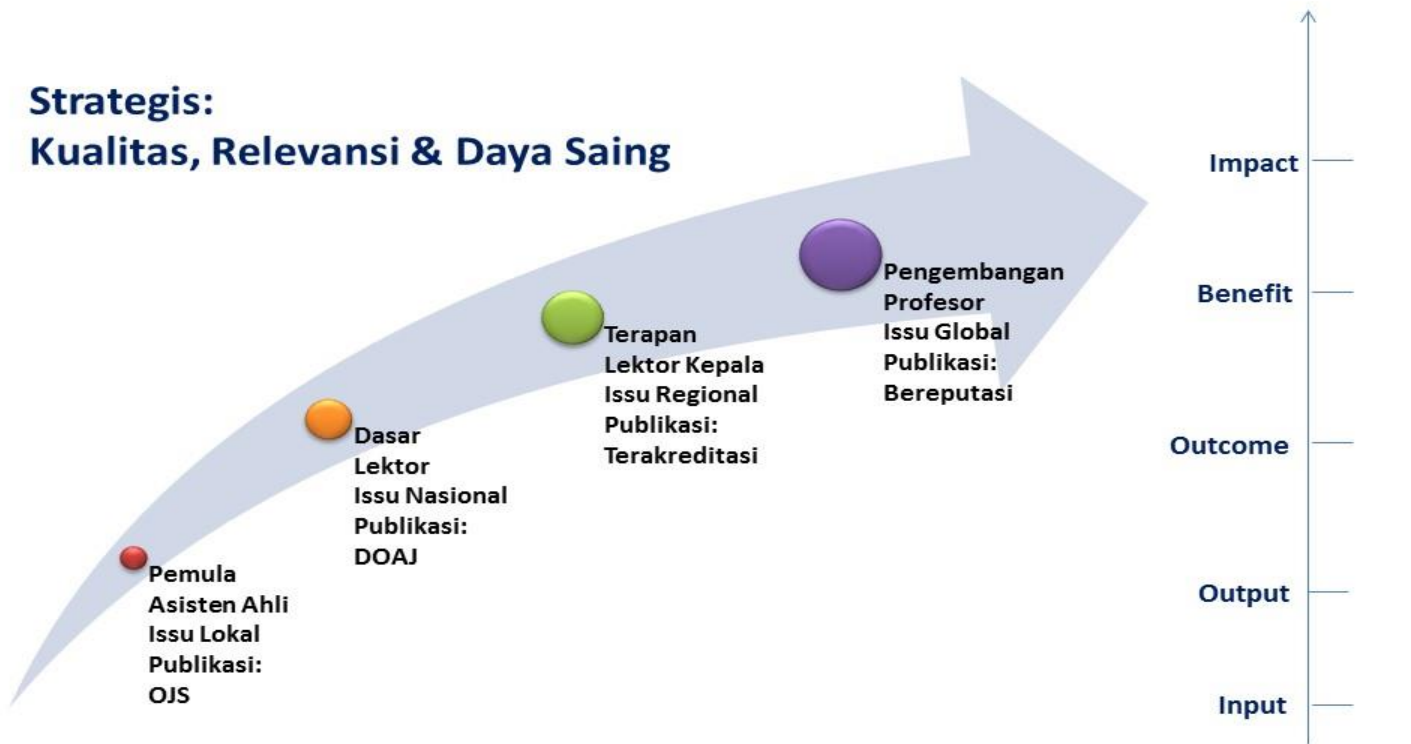 Strategis:
Kualitas, Relevansi & Daya Saing
Pemula
Asisten Ahli
Issu Lokal
Publikasi:
OJS
Dasar
Lektor
Issu Nasional
Publikasi:
DOAJ
Terapan
Lektor Kepala
Issu Regional
Publikasi:
Terakreditasi
Pengembangan
Profesor
Issu Global
Publikasi:
Bereputasi
Impact
Benefit
Outcome
Output
Input